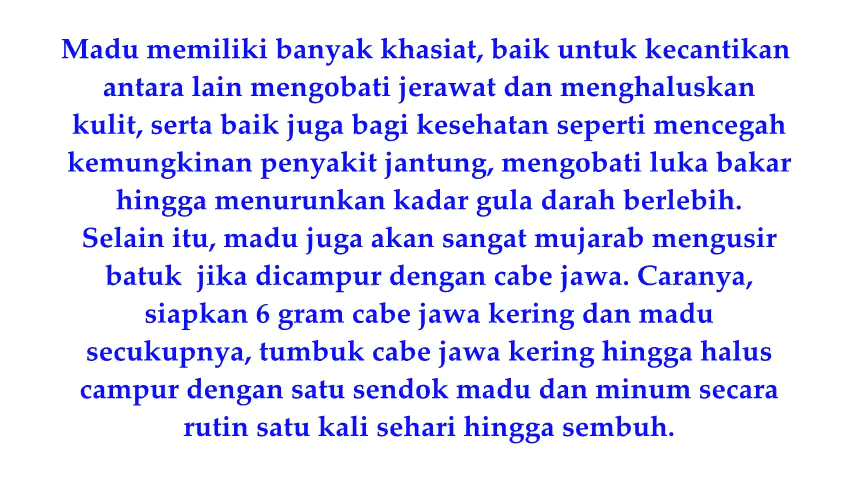 Madu memiliki banyak khasiat, baik untuk kecantikan
antara lain mengobati jerawat dan menghaluskan
kulit, serta baik juga bagi kesehatan seperti mencegah
kemungkinan penyakit jantung, mengobati luka bakar
hingga menurunkan kadar gula darah berlebih.
Selain itu, madu juga akan sangat mujarab mengusir
batuk  jika dicampur dengan cabe jawa. Caranya,
siapkan 6 gram cabe jawa kering dan madu
secukupnya, tumbuk cabe jawa kering hingga halus
campur dengan satu sendok madu dan minum secara
rutin satu kali sehari hingga sembuh.